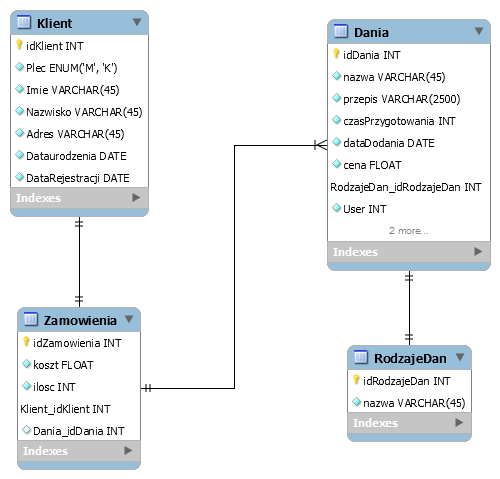 Klient
idKlient INT
Plec ENUM('M', 'K')
Imie VARCHAR(45)
Nazwisko VARCHAR(45)
Adres VARCHAR(45)
Dataurodzenia DATE
DataRejestracji DATE
Indexes
Dania
idDania INT
nazwa VARCHAR(45)
przepis VARCHAR(2500)
czasPrzygotowania INT
dataDodania DATE
cena FLOAT
RodzajeDan_idRodzajeDan INT
User INT
2 more...
Indexes
Zamowienia
idZamowienia INT
koszt FLOAT
ilosc INT
Klient_idKlient INT
Dania_idDania INT
Indexes
RodzajeDan
idRodzajeDan INT
nazwa VARCHAR(45)
Indexes